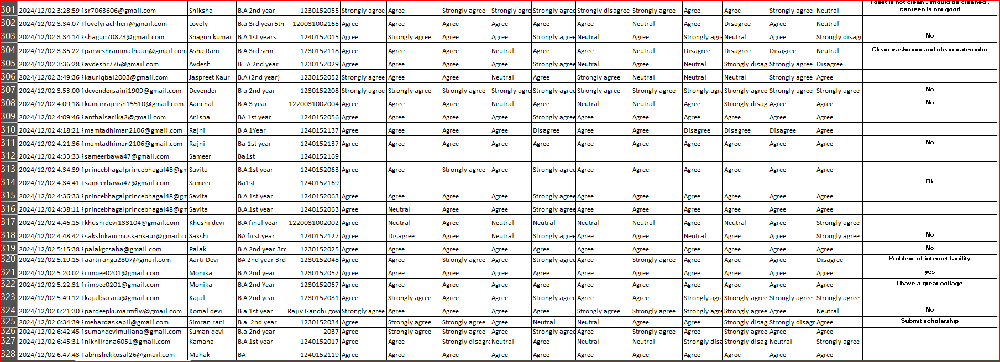 Toilet is not clean , should be cleaned ,
301 2024/12/02 3:28:59 sr7063606@gmail.com Shiksha B.A 2nd year 1230152055 Strongly agree Agree Strongly agree Strongly agre Strongly agree Strongly disagree Strongly agree Agree Agree Strongly agree Neutral canteen is not good
302 2024/12/02 3:34:07 lovelyrachheri@gmail.com Lovely B.a 3rd year5th 120031002165 Agree Agree Agree Agree Agree Agree Neutral Agree Disagree Agree Neutral
303 2024/12/02 3:34:14 shagun70823@gmail.com Shagun kumar B.A 1st years 1240152015 Agree Strongly agree Agree Agree Strongly agree Neutral Agree Strongly agre Neutral Agree Strongly disagr No
304 2024/12/02 3:35:22 parveshranimalhaan@gmail.com Asha Rani B.A 3rd sem 1230152118 Agree Agree Agree Neutral Agree Agree Neutral Disagree Disagree Disagree Neutral Clean washroom and clean watercolor
305 2024/12/02 3:36:28 avdeshr776@gmail.com Avdesh B . A 2nd year 1230152029 Agree Agree Agree Agree Strongly agree Neutral Agree Neutral Strongly disag Strongly agree Disagree
306 2024/12/02 3:49:36 kauriqbal2003@gmail.com Jaspreet Kaur B.A (2nd year) 1230152052 Strongly agree Agree Agree Neutral Agree Strongly agree Neutral Neutral Neutral Strongly agree Agree
307 2024/12/02 3:53:00 devendersaini1909@gmail.com Devender B a 2nd year 1230152208 Strongly agree Strongly agree Strongly agree Strongly agre Strongly agree Strongly agree Strongly agree Strongly agre Strongly agree Strongly agree Strongly agree No
308 2024/12/02 4:09:18 kumarrajnish15510@gmail.com Aanchal B.A.3 year 1220031002004 Agree Agree Agree Neutral Agree Neutral Neutral Agree Strongly disag Agree Agree No
309 2024/12/02 4:09:46 anthalsarika2@gmail.com Anisha BA 1st year 1240152056 Agree Agree Agree Agree Strongly agree Agree Agree Agree Agree Agree Agree
310 2024/12/02 4:18:21 mamtadhiman2106@gmail.com Rajni B A 1Year 1240152137 Agree Agree Agree Agree Disagree Agree Agree Disagree Disagree Disagree Agree
311 2024/12/02 4:21:36 mamtadhiman2106@gmail.com Rajni Ba 1st year 1240152137 Agree Agree Agree Agree Agree Agree Agree Agree Agree Agree Agree No
312 2024/12/02 4:33:33 sameerbawa47@gmail.com Sameer Ba1st 1240152169
313 2024/12/02 4:34:39 princebhagalprincebhagal48@gm Savita B.A.1st year 1240152063 Agree Agree Strongly agree Agree Agree Agree Agree Agree Agree Agree Agree
314 2024/12/02 4:34:41 sameerbawa47@gmail.com Sameer Ba1st 1240152169 Ok
315 2024/12/02 4:36:33 princebhagalprincebhagal48@gm Savita B.A.1st year 1240152063 Agree Agree Agree Agree Strongly agree Agree Agree Agree Agree Agree Agree
316 2024/12/02 4:38:11 princebhagalprincebhagal48@gm Savita B.A.1st year 1240152063 Agree Neutral Agree Agree Strongly agree Agree Agree Agree Agree Agree Agree
317 2024/12/02 4:46:15 khushidevi133104@gmail.com Khushi devi B.A final year 1220031002002 Agree Neutral Agree Neutral Neutral Neutral Neutral Agree Neutral Agree Strongly agree
318 2024/12/02 4:48:42 sakshikaurmuskankaur@gmail.cc Sakshi BA first year 1240152127 Agree Disagree Agree Neutral Strongly agree Agree Agree Neutral Agree Agree Strongly agree No
319 2024/12/02 5:15:38 palakgcsaha@gmail.com Palak B.A 2nd year 3rd 1230152025 Agree Agree Agree Agree Agree Agree Agree Agree Agree Agree Agree No
320 2024/12/02 5:19:15 aartiranga2807@gmail.com Aarti Devi BA 2nd year 3rd 1230152048 Agree Agree Strongly agree Agree Strongly agree Agree Strongly agree Agree Agree Agree Disagree Problem of internet facility
321 2024/12/02 5:20:02 rimpee0201@gmail.com Monika B.A 2nd year 1230152057 Agree Agree Agree Agree Agree Agree Agree Agree Agree Agree Agree yes
322 2024/12/02 5:22:31 rimpee0201@gmail.com Monika B.A 2nd Year 1230152057 Agree Agree Agree Agree Agree Agree Agree Agree Agree Agree Agree i have a great collage
323 2024/12/02 5:49:12 kajalbarara@gmail.com Kajal B.A 2nd year 1230152031 Agree Strongly agree Agree Agree Strongly agree Agree Agree Strongly agre Strongly agree Strongly agree Strongly agree
324 2024/12/02 6:21:30 pardeepkumarmflw@gmail.com Komal devi B.a 1st year Rajiv Gandhi gov Strongly agree Agree Agree Agree Agree Strongly agree Strongly agree Strongly agre Strongly agree Agree Neutral No
325 2024/12/02 6:34:39 mehardaskapil@gmail.com Simran rani B.a .2nd year 1230152034 Agree Strongly agree Strongly agree Agree Neutral Neutral Agree Agree Strongly disag Strongly disagr Agree Submit scholarship
326 2024/12/02 6:42:45 sumandevimullana@gmail.com Suman devi B.a 2nd year 2037 Agree Strongly agree Strongly agree Agree Strongly agree Agree Strongly agree Agree Strongly agree Agree Agree
327 2024/12/02 6:45:31 nikhilrana6051@gmail.com Kamana B.A 1st year 1240152017 Agree Agree Strongly disagre Neutral Agree Neutral Neutral Strongly disa Strongly disag Neutral Strongly agree
328 2024/12/02 6:47:43 abhishekkosal26@gmail.com Mahak BA 1240152119 Agree Agree Agree Agree Agree Agree Agree Agree Agree Agree Agree